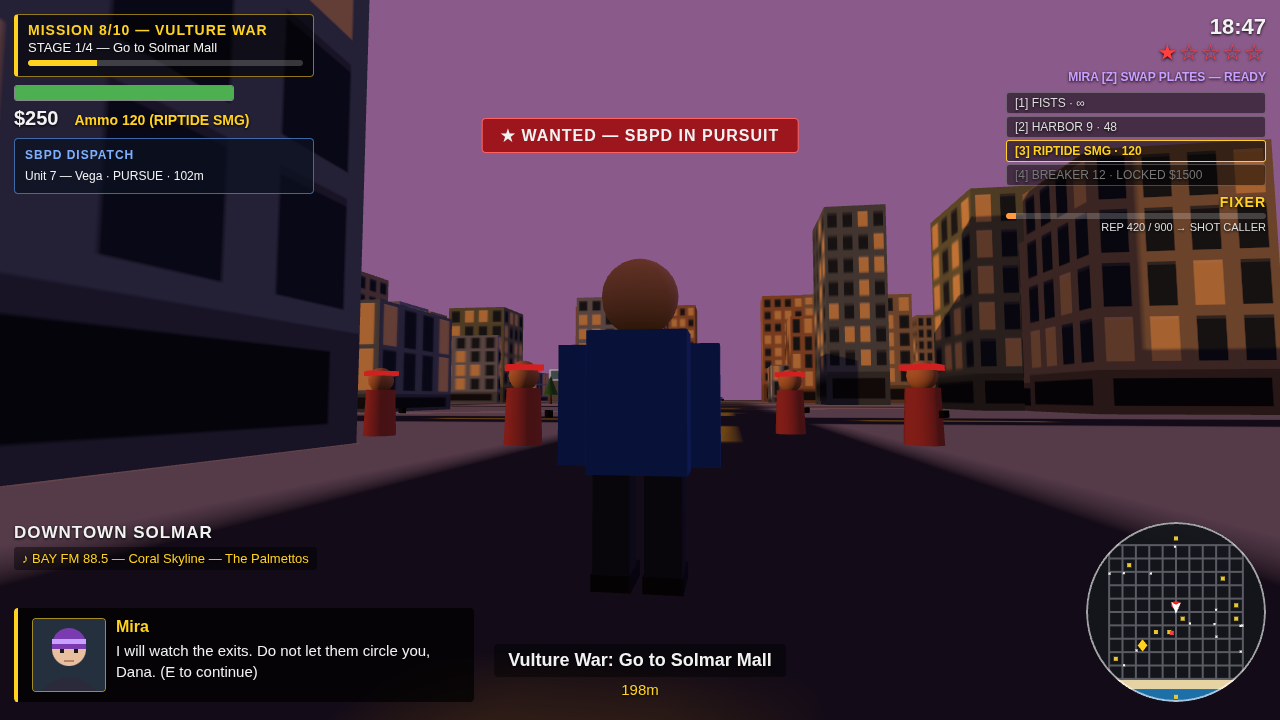 MISSION 8/10 — VULTURE WAR
STAGE 1/4 — Go to Solmar Mall
$250 Ammo 120 (RIPTIDE SMG)
SBPD DISPATCH
Unit 7 — Vega · PURSUE · 102m
★ WANTED — SBPD IN PURSUIT
18:47
★☆☆☆☆
MIRA [Z] SWAP PLATES — READY
[1] FISTS · ∞
[2] HARBOR 9 · 48
[3] RIPTIDE SMG · 120
[4] BREAKER 12 · LOCKED $1500
FIXER
REP 420 / 900 → SHOT CALLER
DOWNTOWN SOLMAR
♪ BAY FM 88.5 — Coral Skyline — The Palmettos
Mira
I will watch the exits. Do not let them circle you,
Dana. (E to continue)
Vulture War: Go to Solmar Mall
198m